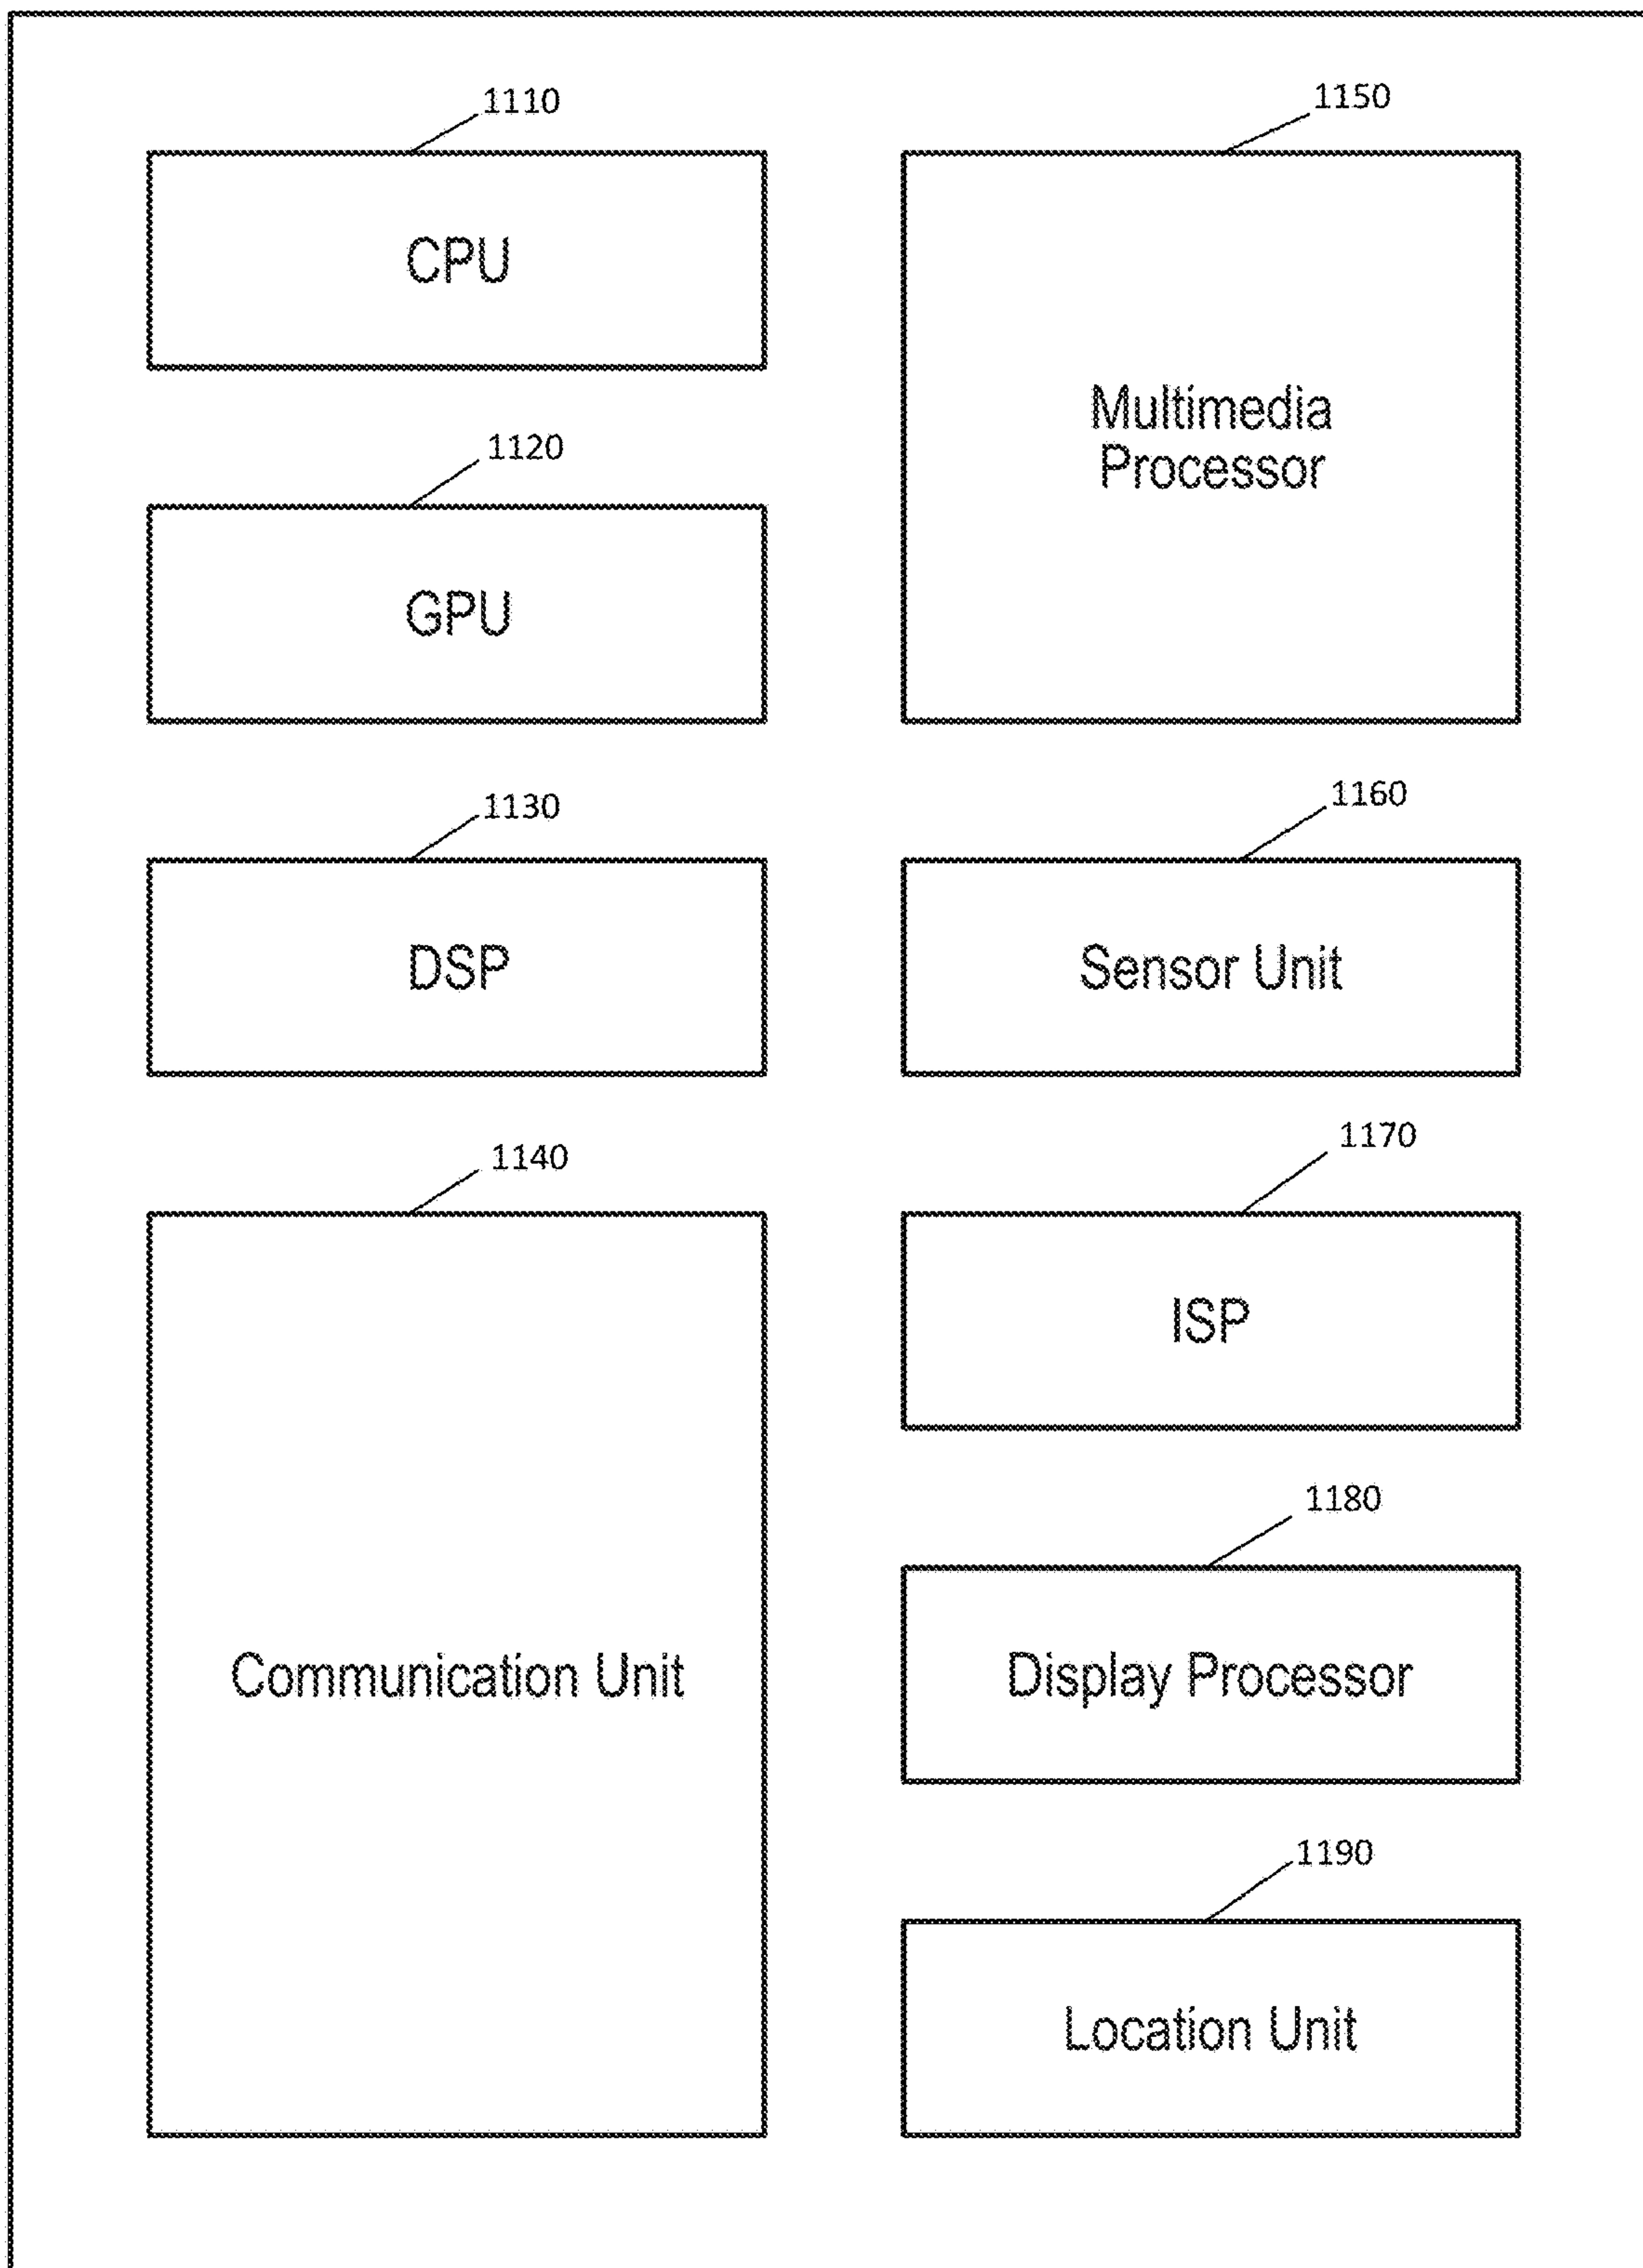 1110
CPU
1120
GPU
1130
DSP
1140
Communication Unit
1150
Multimedia
Processor
1160
Sensor Unit
1170
ISP
1180
Display Processor
1190
Location Unit